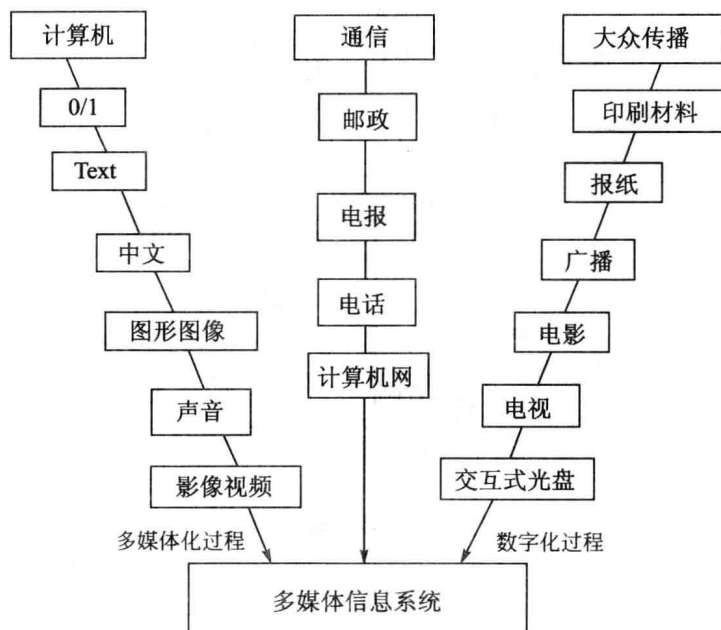 计算机
通信
大众传播
0/1
邮政
印刷材料
Text
报纸
电报
中文
广播
电话
图形图像
电影
计算机网
声音
电视
影像视频
交互式光盘
多媒体化过程
数字化过程
多媒体信息系统